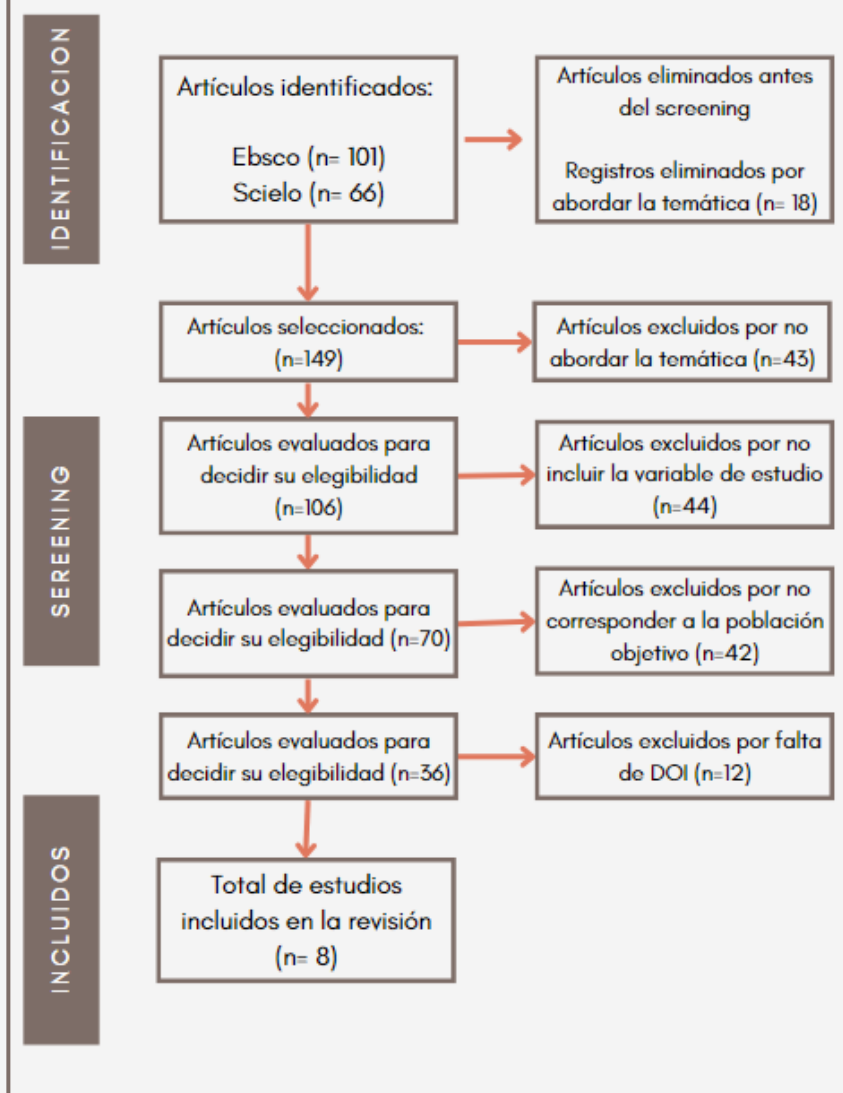 IDENTIFICACION
Artículos identificados:
Ebsco (n= 101)
Scielo (n= 66)
Artículos eliminados antes
del screening
Registros eliminados por
abordar la temática (n= 18)
Artículos seleccionados:
(n=149)
Artículos excluidos por no
abordar la temática (n=43)
SEREENING
Artículos evaluados para
decidir su elegibilidad
(n=106)
Artículos excluidos por no
incluir la variable de estudio
(n=44)
Artículos evaluados para
decidir su elegibilidad (n=70)
Artículos excluidos por no
corresponder a la población
objetivo (n=42)
Artículos evaluados para
decidir su elegibilidad (n=36)
Artículos excluidos por falta
de DOI (n=12)
INCLUIDOS
Total de estudios
incluidos en la revisión
(n= 8)